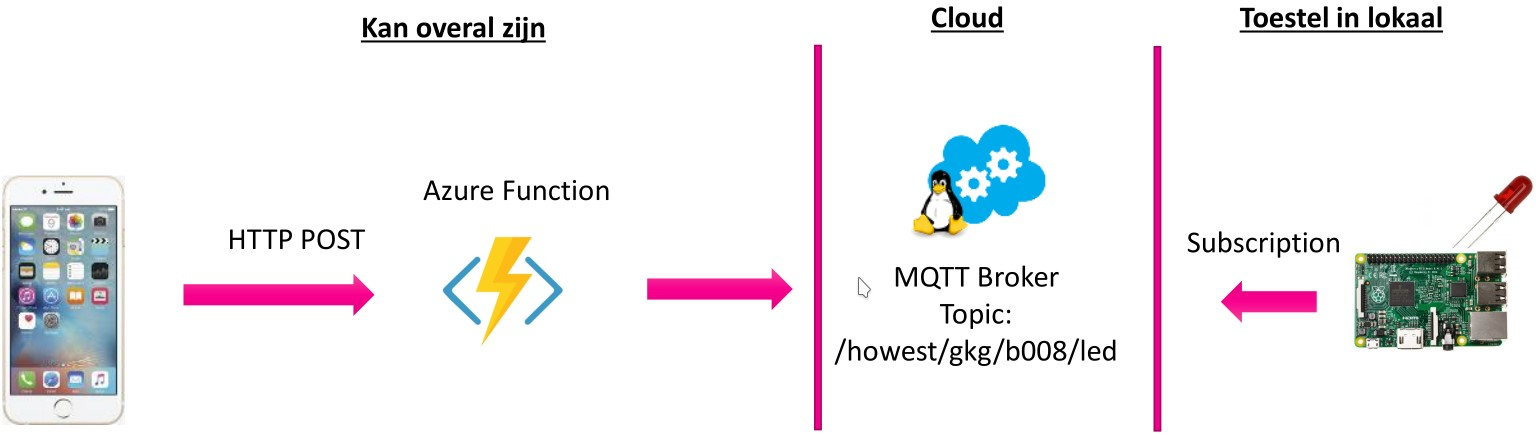 Kan overal zijn
Cloud
Toestel in lokaal
Azure Function
HTTP POST
Subscription
MQTT Broker
Topic:
/howest/gkg/b008/led